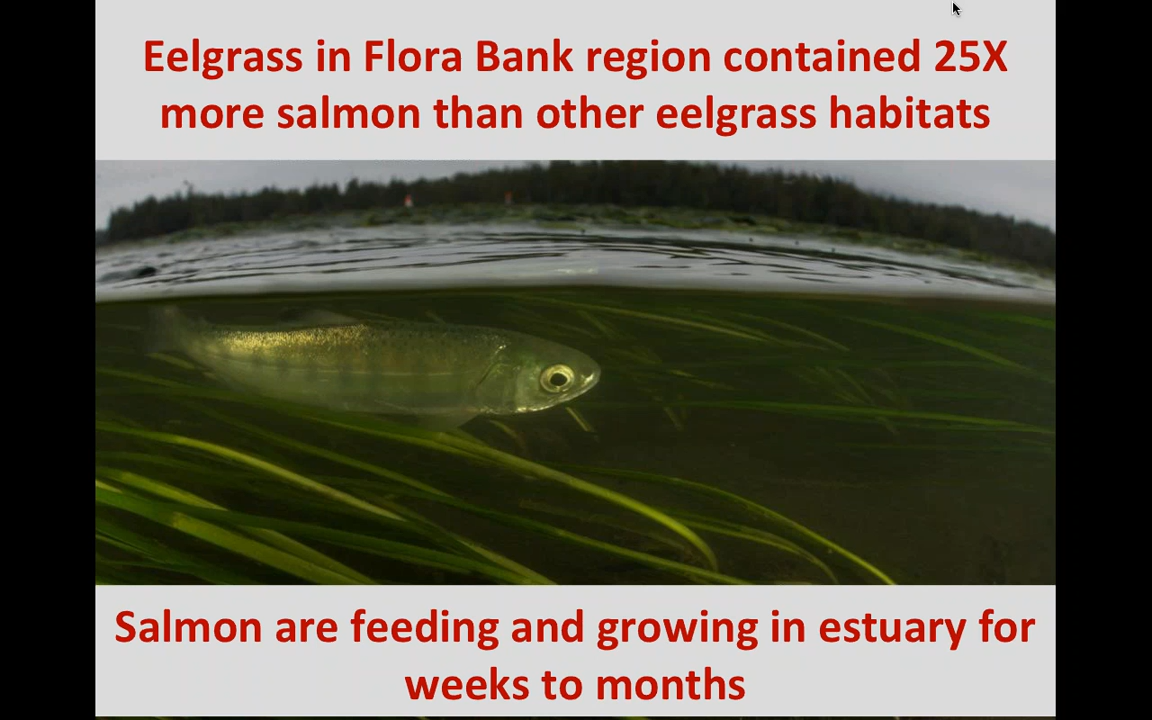 Eelgrass in Flora Bank region contained 25X
more salmon than other eelgrass habitats
Salmon are feeding and growing in estuary for
weeks to months